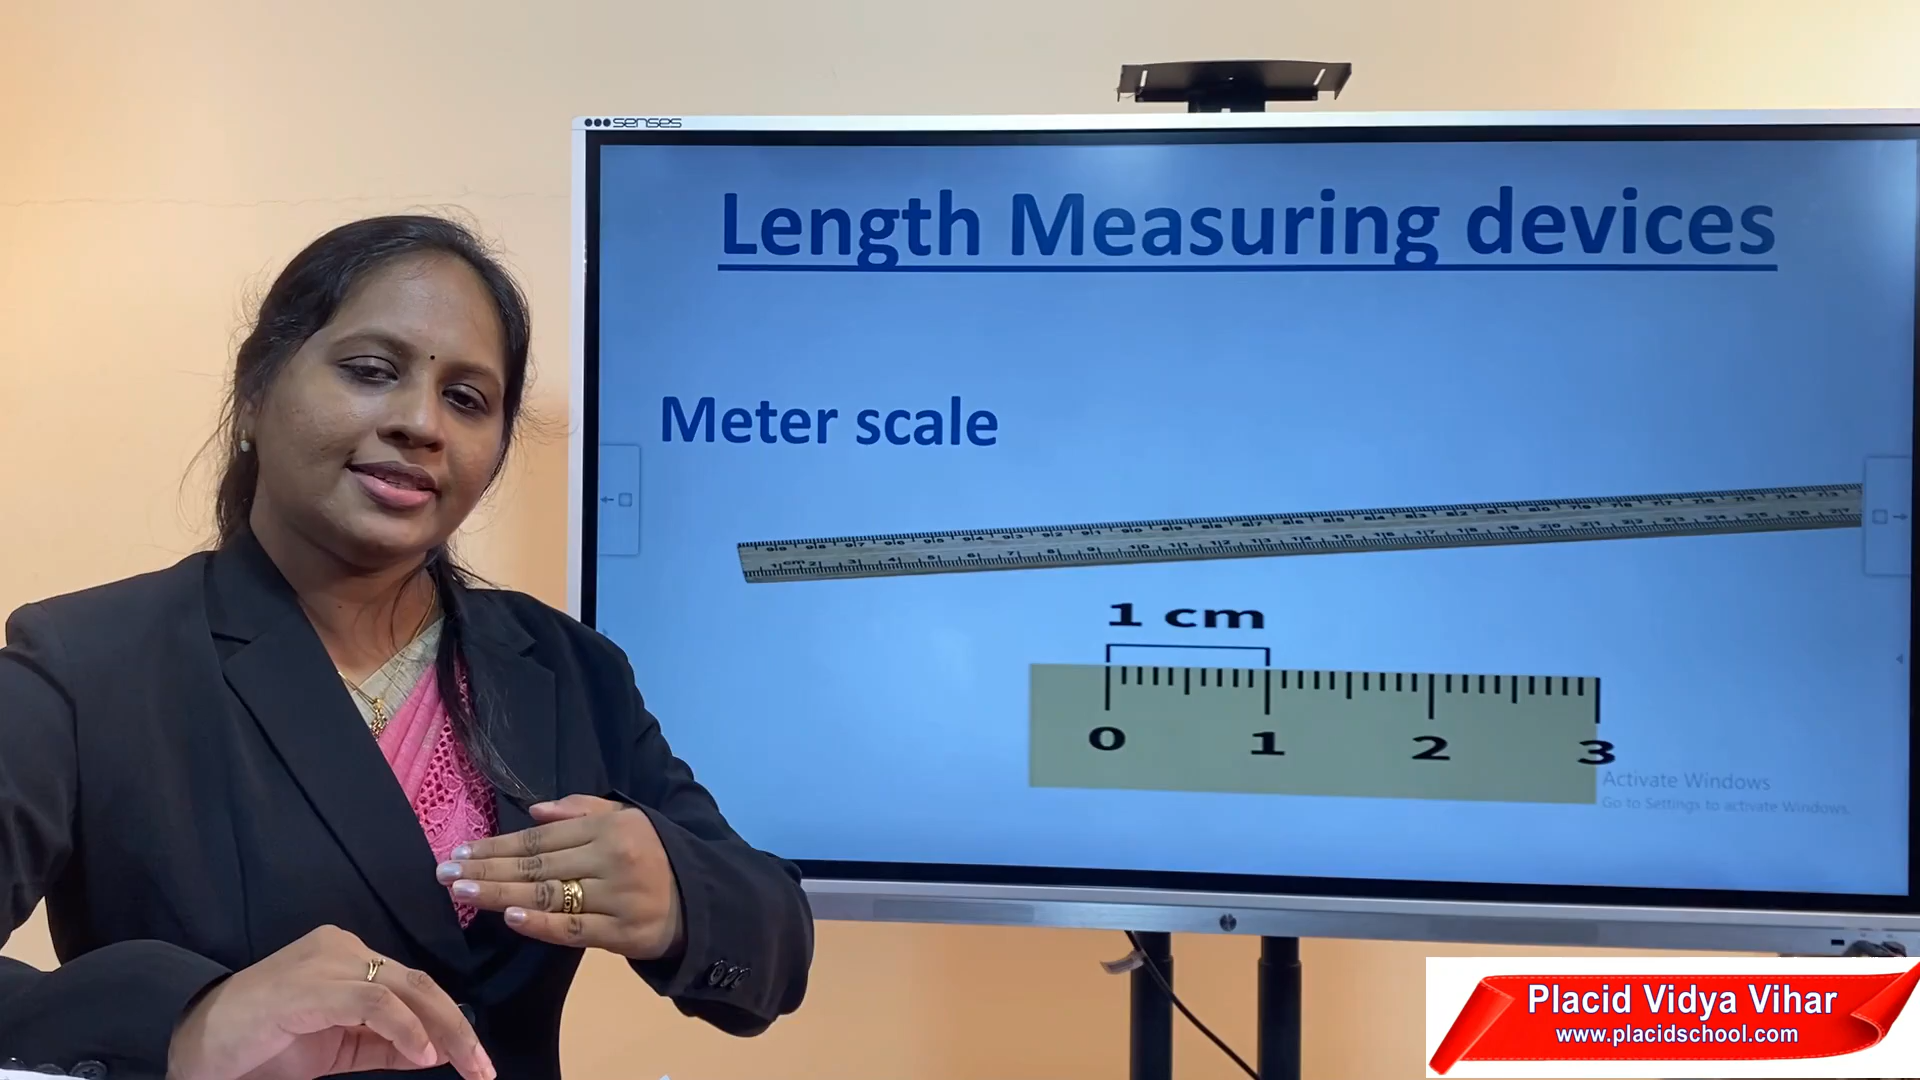 senses
Length Measuring devices
Meter scale
1 cm
0 1 2 3
Activate Windows
Go to Settings to activate Windows.
Placid Vidya Vihar
www.placidschool.com